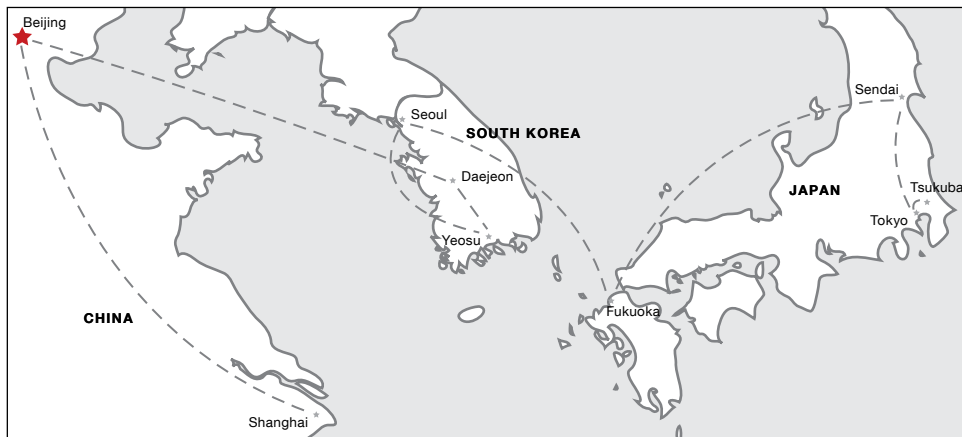 Beijing
Sendai
Seoul
SOUTH KOREA
Daejeon
JAPAN
Tsukuba
Tokyo
Yeosu
Fukuoka
CHINA
Shanghai